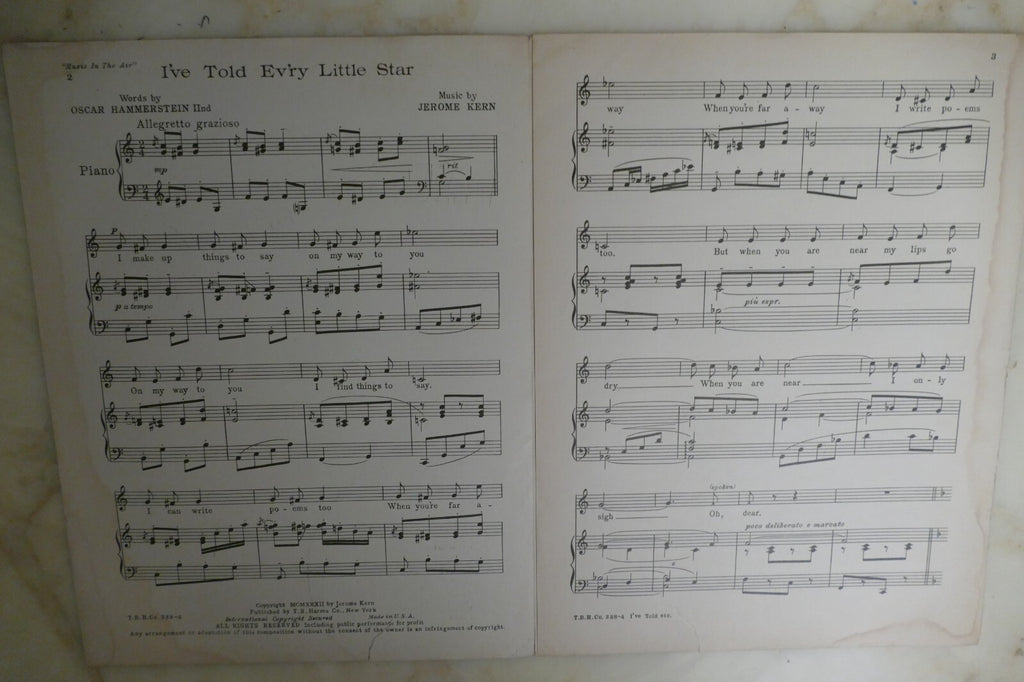 "Music In The Air"
2
I've Told Ev'ry Little Star
Words by
OSCAR HAMMERSTEIN IInd
Music by
JEROME KERN
Allegretto grazioso
Piano
mp
rit
p
I make up things to say on my way to you
p a tempo
On my way to you I find things to say.
I can write po-ems too When you're far a-
Copyright MCMXXXII by Jerome Kern
Published by T.B. Harms Co., New York
T.B.H.Co. 388-4 International Copyright Secured Made in U.S.A.
ALL RIGHTS RESERVED Including public performance for profit
Any arrangement or adaptation of this composition without the consent of the owner is an infringement of copyright.
3
way When you're far a-way I write po-ems
too. But when you are near my lips go
più espr.
dry When you are near I on-ly
(spoken)
sigh Oh, dear.
poco deliberato e marcato
T.B.H.Co. 388-4 I've Told etc.